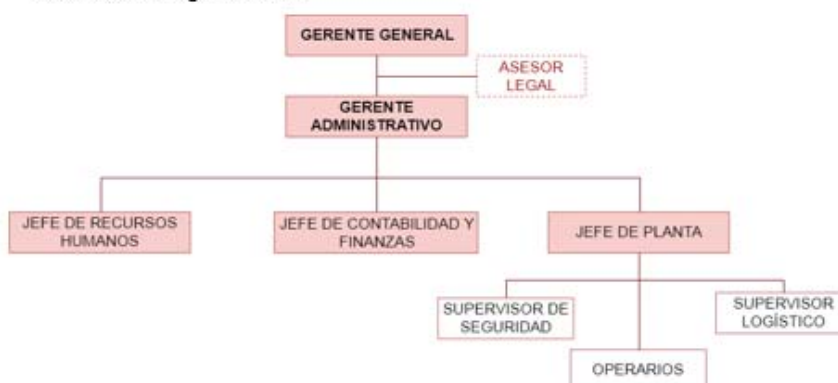 GERENTE GENERAL
ASESOR
LEGAL
GERENTE
ADMINISTRATIVO
JEFE DE RECURSOS
HUMANOS
JEFE DE CONTABILIDAD Y
FINANZAS
JEFE DE PLANTA
SUPERVISOR DE
SEGURIDAD
SUPERVISOR
LOGÍSTICO
OPERARIOS